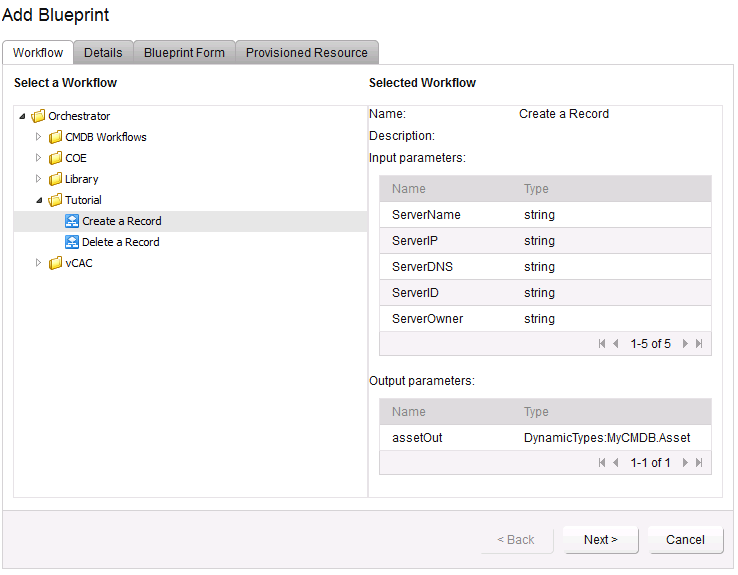 Add Blueprint
Workflow Details Blueprint Form Provisioned Resource
Select a Workflow
Orchestrator
CMDB Workflows
COE
Library
Tutorial
Create a Record
Delete a Record
vCAC
Selected Workflow
Name: Create a Record
Description:
Input parameters:
Name Type
ServerName string
ServerIP string
ServerDNS string
ServerID string
ServerOwner string
1-5 of 5
Output parameters:
Name Type
assetOut DynamicTypes:MyCMDB.Asset
1-1 of 1
< Back Next > Cancel